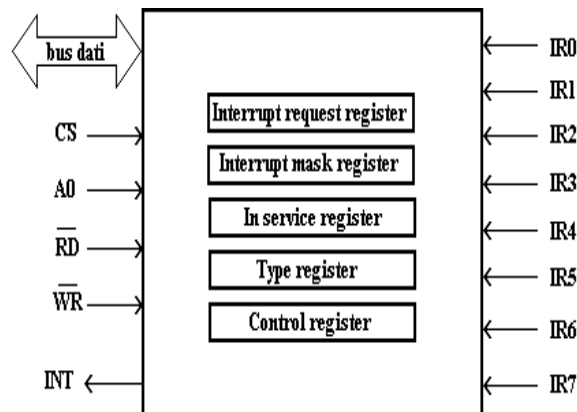 bus dati
CS
A0
RD
WR
INT
Interrupt request register
Interrupt mask register
In service register
Type register
Control register
IR0
IR1
IR2
IR3
IR4
IR5
IR6
IR7